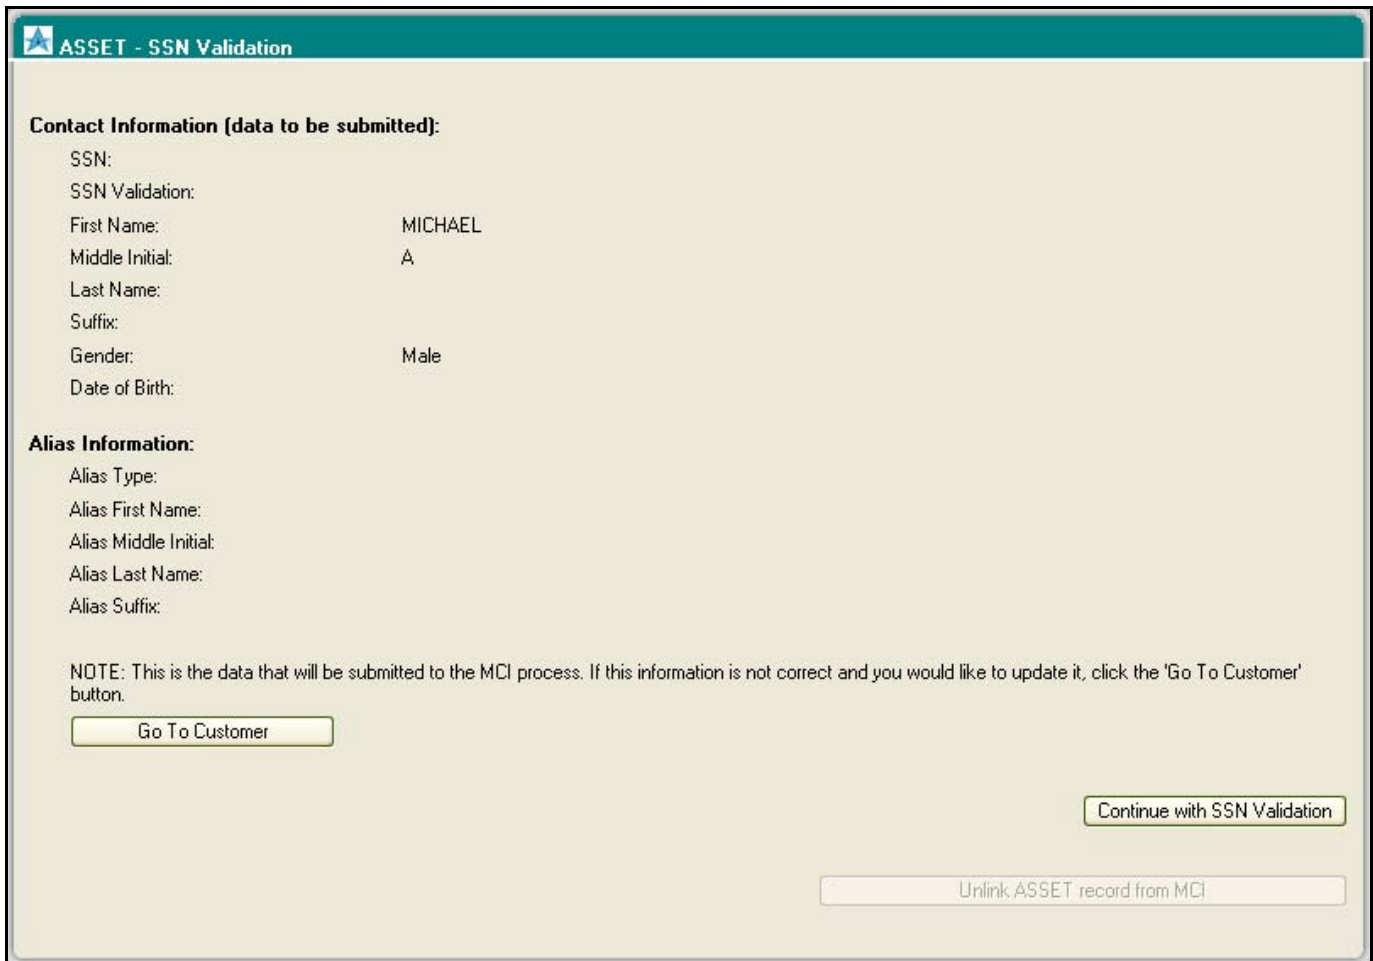 ASSET - SSN Validation
Contact Information (data to be submitted):
SSN:
SSN Validation:
First Name: MICHAEL
Middle Initial: A
Last Name:
Suffix:
Gender: Male
Date of Birth:
Alias Information:
Alias Type:
Alias First Name:
Alias Middle Initial:
Alias Last Name:
Alias Suffix:
NOTE: This is the data that will be submitted to the MCI process. If this information is not correct and you would like to update it, click the 'Go To Customer'
button.
Go To Customer
Continue with SSN Validation
Unlink ASSET record from MCI